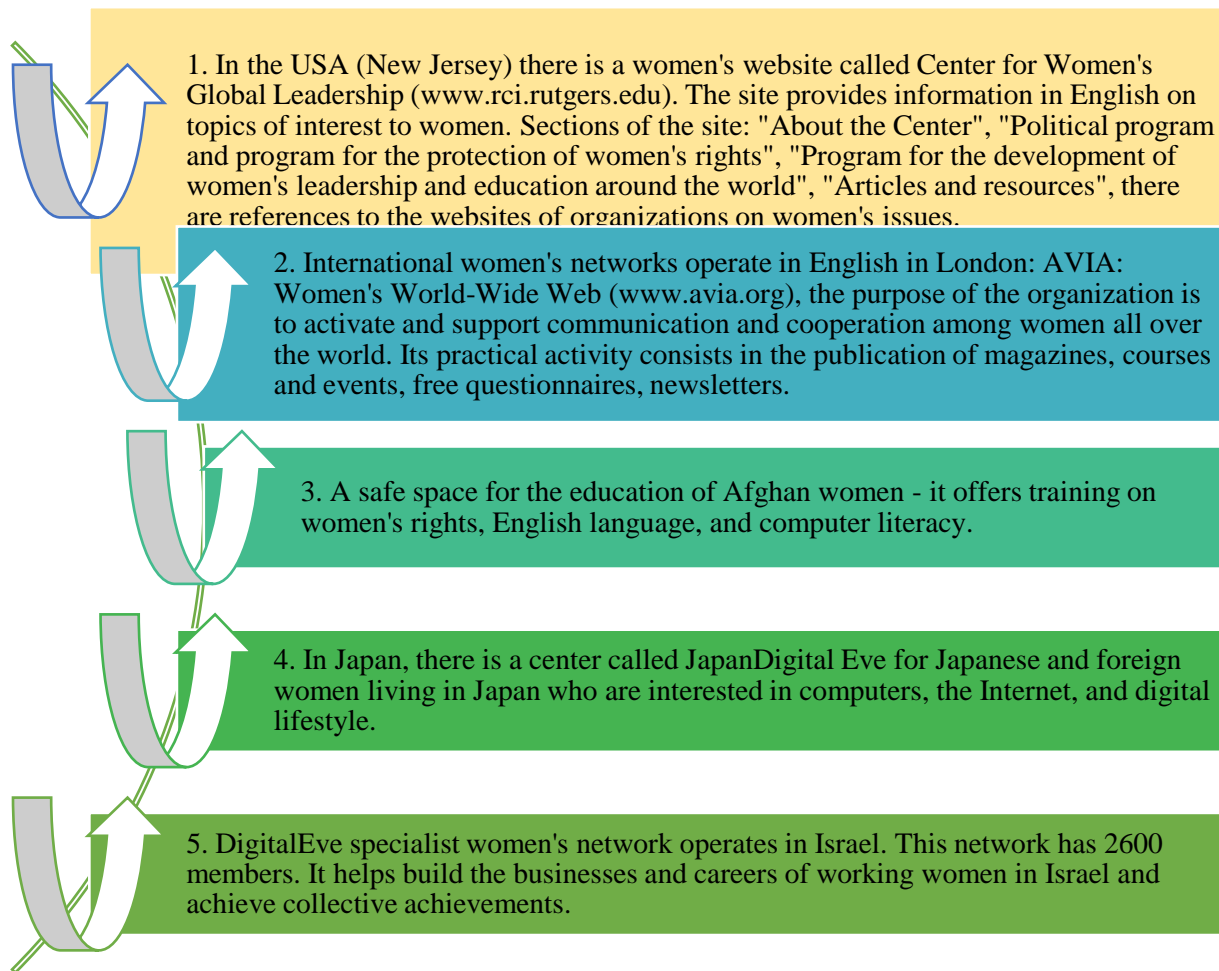 1. In the USA (New Jersey) there is a women's website called Center for Women's
Global Leadership (www.rci.rutgers.edu). The site provides information in English on
topics of interest to women. Sections of the site: "About the Center", "Political program
and program for the protection of women's rights", "Program for the development of
women's leadership and education around the world", "Articles and resources", there
are references to the websites of organizations on women's issues.
2. International women's networks operate in English in London: AVIA:
Women's World-Wide Web (www.avia.org), the purpose of the organization is
to activate and support communication and cooperation among women all over
the world. Its practical activity consists in the publication of magazines, courses
and events, free questionnaires, newsletters.
3. A safe space for the education of Afghan women - it offers training on
women's rights, English language, and computer literacy.
4. In Japan, there is a center called JapanDigital Eve for Japanese and foreign
women living in Japan who are interested in computers, the Internet, and digital
lifestyle.
5. DigitalEve specialist women's network operates in Israel. This network has 2600
members. It helps build the businesses and careers of working women in Israel and
achieve collective achievements.